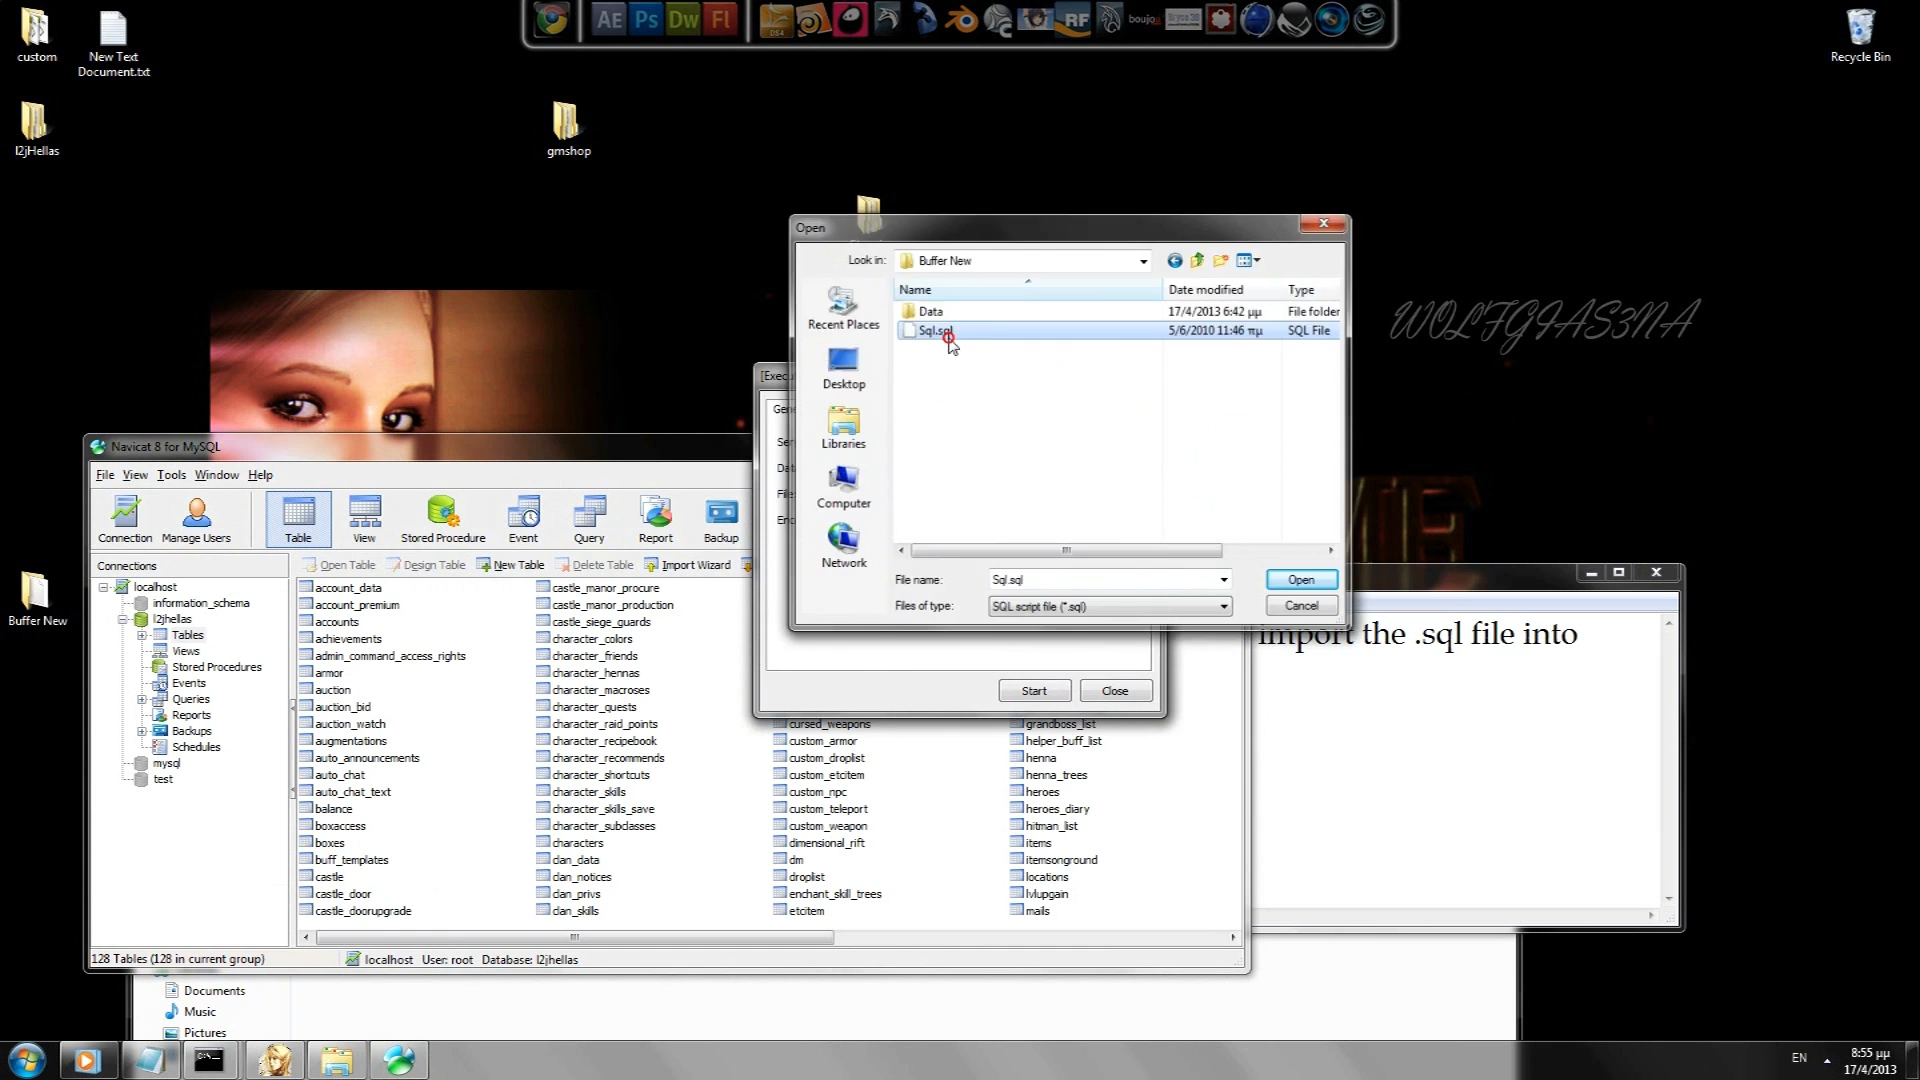 custom
New Text
Document.txt
l2jHellas
gmshop
Buffer New
Recycle Bin
AE Ps Dw Fl
DS4
RF
boujou
WOLFGIAS3NA
Open
Look in:
Buffer New
Name
Date modified
Type
Data
17/4/2013 6:42 μμ
File folder
Sql.sql
5/6/2010 11:46 πμ
SQL File
Recent Places
Desktop
Libraries
Computer
Network
File name:
Sql.sql
Open
Files of type:
SQL script file (*.sql)
Cancel
Start
Close
import the .sql file into
Navicat 8 for MySQL
File View Tools Window Help
Connection
Manage Users
Table
View
Stored Procedure
Event
Query
Report
Backup
Connections
Open Table
Design Table
New Table
Delete Table
Import Wizard
localhost
information_schema
l2jhellas
Tables
Views
Stored Procedures
Events
Queries
Reports
Backups
Schedules
mysql
test
account_data
account_premium
accounts
achievements
admin_command_access_rights
armor
auction
auction_bid
auction_watch
augmentations
auto_announcements
auto_chat
auto_chat_text
balance
boxaccess
boxes
buff_templates
castle
castle_door
castle_doorupgrade
castle_manor_procure
castle_manor_production
castle_siege_guards
character_colors
character_friends
character_hennas
character_macroses
character_quests
character_raid_points
character_recipebook
character_recommends
character_shortcuts
character_skills
character_skills_save
character_subclasses
characters
clan_data
clan_notices
clan_privs
clan_skills
cursed_weapons
custom_armor
custom_droplist
custom_etcitem
custom_npc
custom_teleport
custom_weapon
dimensional_rift
dm
droplist
enchant_skill_trees
etcitem
grandboss_list
helper_buff_list
henna
henna_trees
heroes
heroes_diary
hitman_list
items
itemsonground
locations
lvlupgain
mails
128 Tables (128 in current group)
localhost User: root Database: l2jhellas
Documents
Music
Pictures
EN
8:55 μμ
17/4/2013